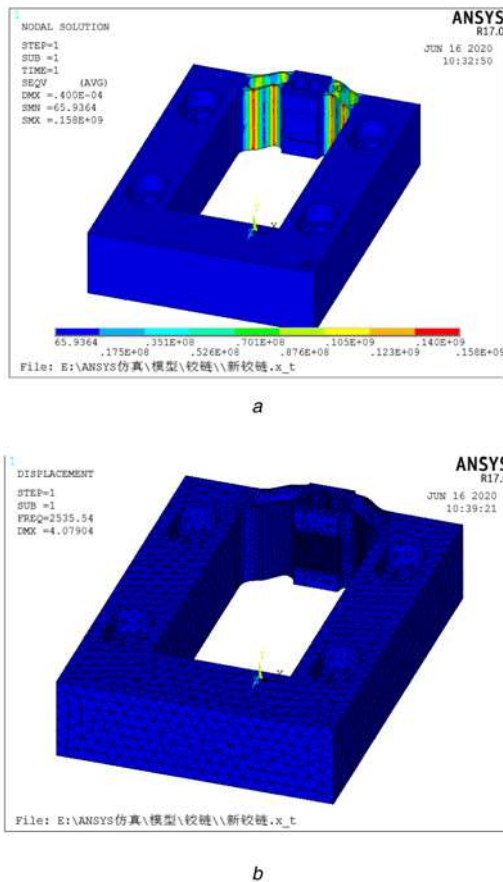 1
NODAL SOLUTION
STEP=1
SUB =1
TIME=1
SEQV (AVG)
DMX =.400E-04
SMN =65.9364
SMX =.158E+09
ANSYS
R17.0
JUN 16 2020
10:32:50
Y
X
65.9364 .351E+08 .701E+08 .105E+09 .140E+09
.175E+08 .526E+08 .876E+08 .123E+09 .158E+09
File: E:\ANSYS仿真\模型\铰链\\新铰链.x_t
a
1
DISPLACEMENT
STEP=1
SUB =1
FREQ=2535.54
DMX =4.07904
ANSYS
R17.
JUN 16 2020
10:39:21
Y
X
File: E:\ANSYS仿真\模型\铰链\\新铰链.x_t
b